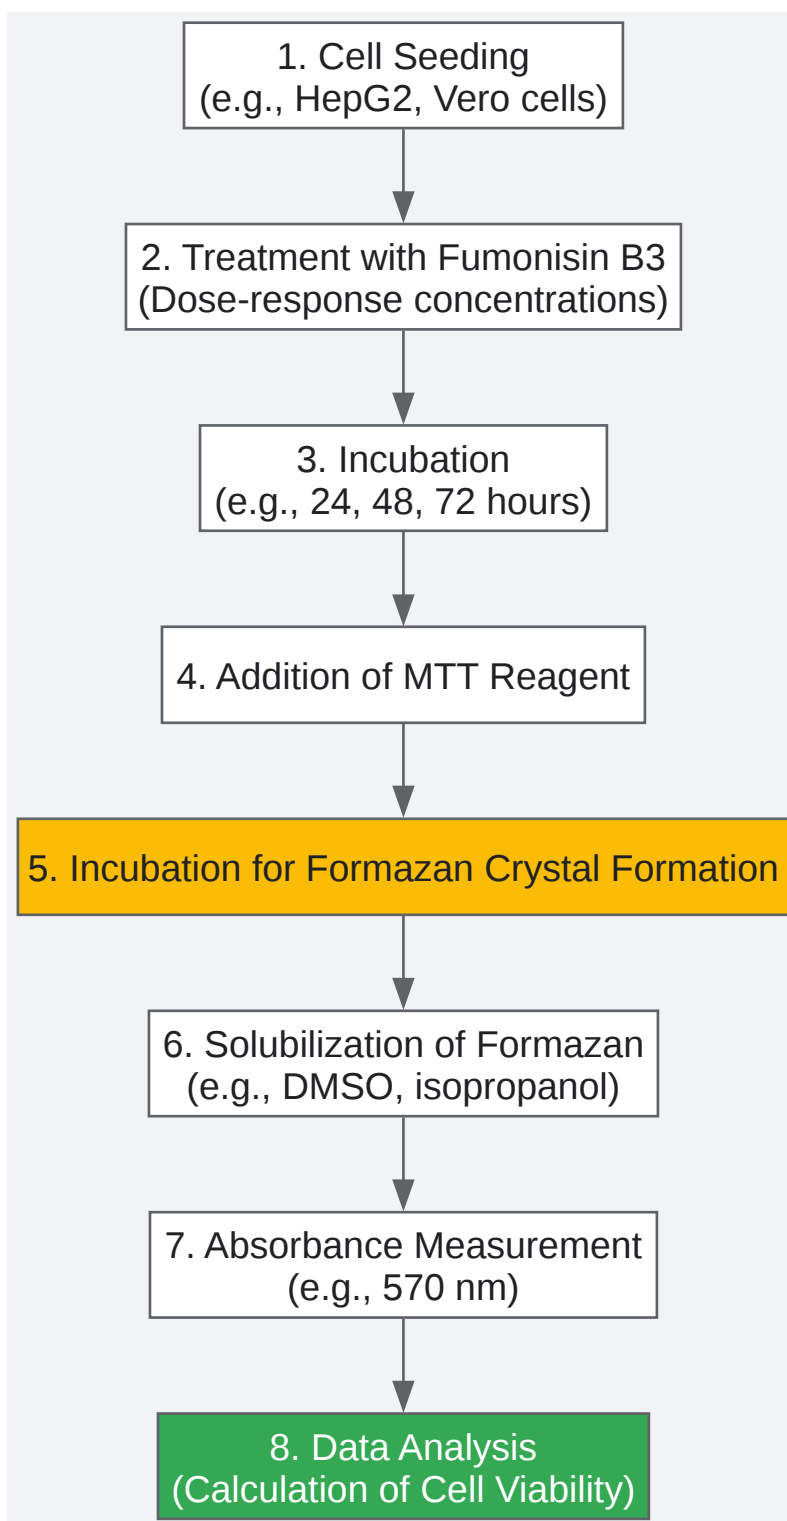 1. Cell Seeding
(e.g., HepG2, Vero cells)
2. Treatment with Fumonisin B3
(Dose-response concentrations)
3. Incubation
(e.g., 24, 48, 72 hours)
4. Addition of MTT Reagent
5. Incubation for Formazan Crystal Formation
6. Solubilization of Formazan
(e.g., DMSO, isopropanol)
7. Absorbance Measurement
(e.g., 570 nm)
8. Data Analysis
(Calculation of Cell Viability)